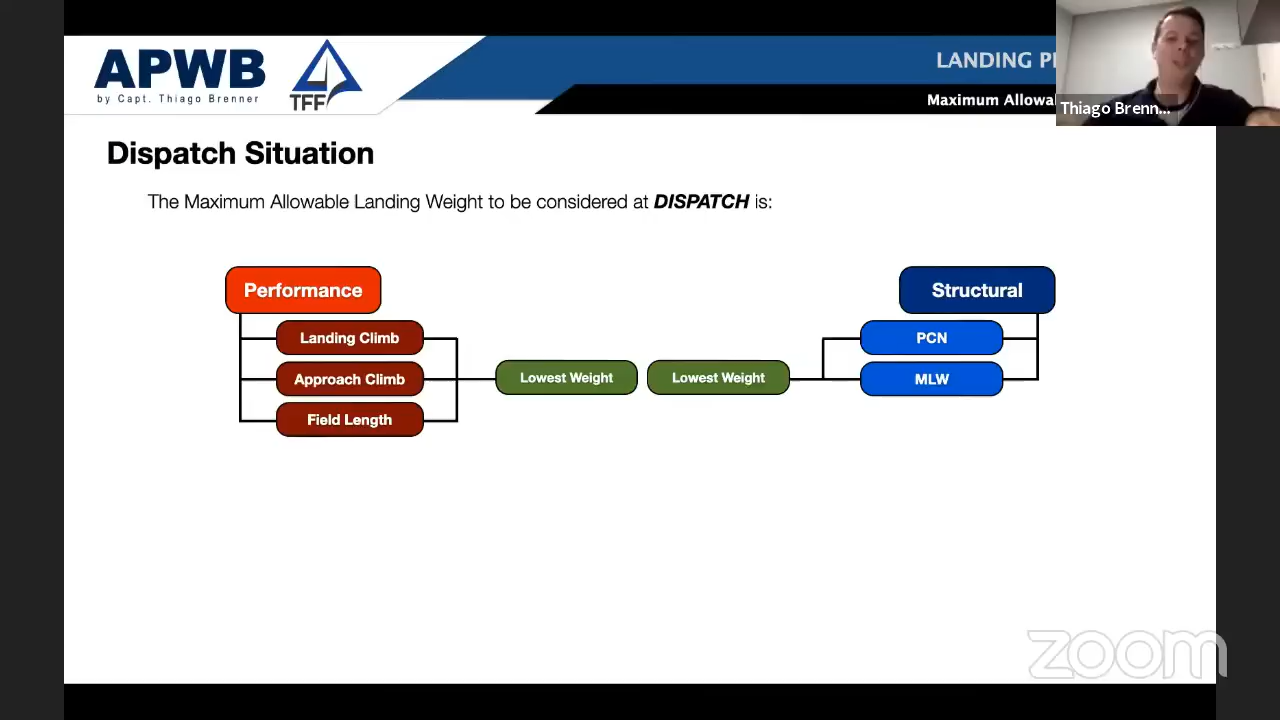 APWB
by Capt. Thiago Brenner
TFF
LANDING
Maximum
Thiago Brenn...
Dispatch Situation
The Maximum Allowable Landing Weight to be considered at DISPATCH is:
Performance
Structural
Landing Climb
PCN
Approach Climb
Lowest Weight
Lowest Weight
MLW
Field Length
zoom